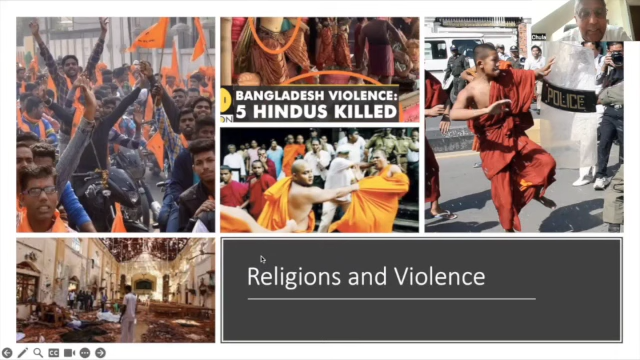 BANGLADESH VIOLENCE:
5 HINDUS KILLED
POLICE
Religions and Violence